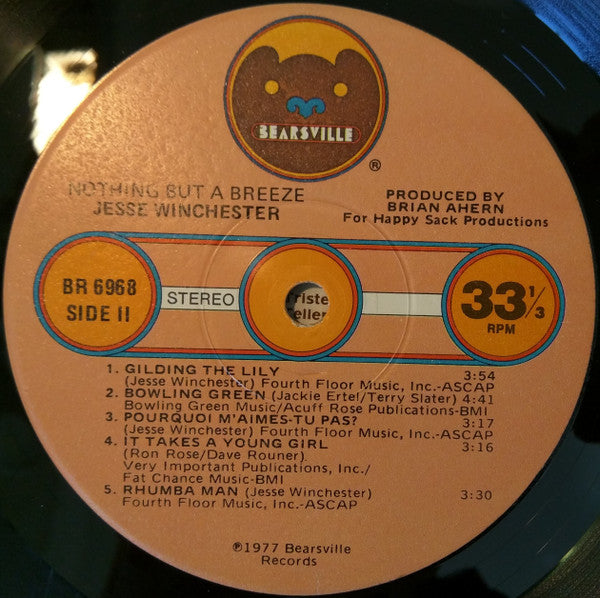 BEARSVILLE
®
NOTHING BUT A BREEZE
JESSE WINCHESTER
PRODUCED BY
BRIAN AHERN
For Happy Sack Productions
BR 6968
SIDE II
STEREO
33 1/3
RPM
1. GILDING THE LILY 3:54
(Jesse Winchester) Fourth Floor Music, Inc.-ASCAP
2. BOWLING GREEN (Jackie Ertel/Terry Slater) 4:41
Bowling Green Music/Acuff Rose Publications-BMI
3. POURQUOI M'AIMES-TU PAS? 3:17
(Jesse Winchester) Fourth Floor Music, Inc.-ASCAP
4. IT TAKES A YOUNG GIRL 3:16
(Ron Rose/Dave Rouner)
Very Important Publications, Inc./
Fat Chance Music-BMI
5. RHUMBA MAN (Jesse Winchester) 3:30
Fourth Floor Music, Inc.-ASCAP
℗1977 Bearsville
Records